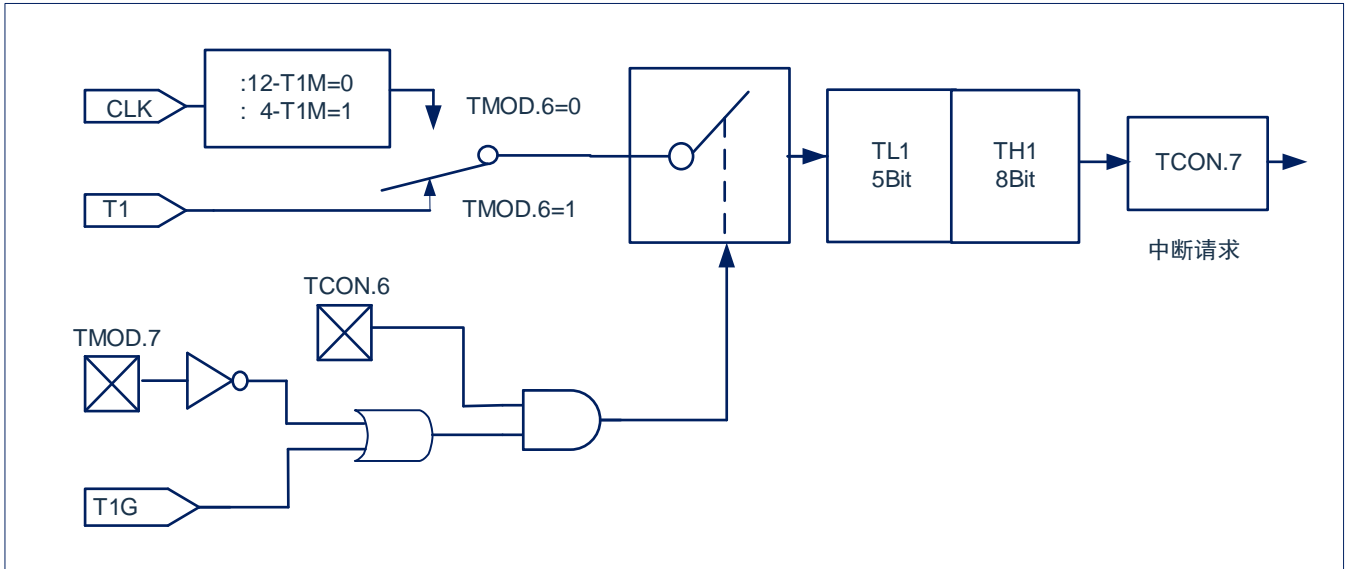 :12-T1M=0
: 4-T1M=1
CLK
TMOD.6=0
T1
TMOD.6=1
TL1
5Bit
TH1
8Bit
TCON.7
中断请求
TCON.6
TMOD.7
T1G